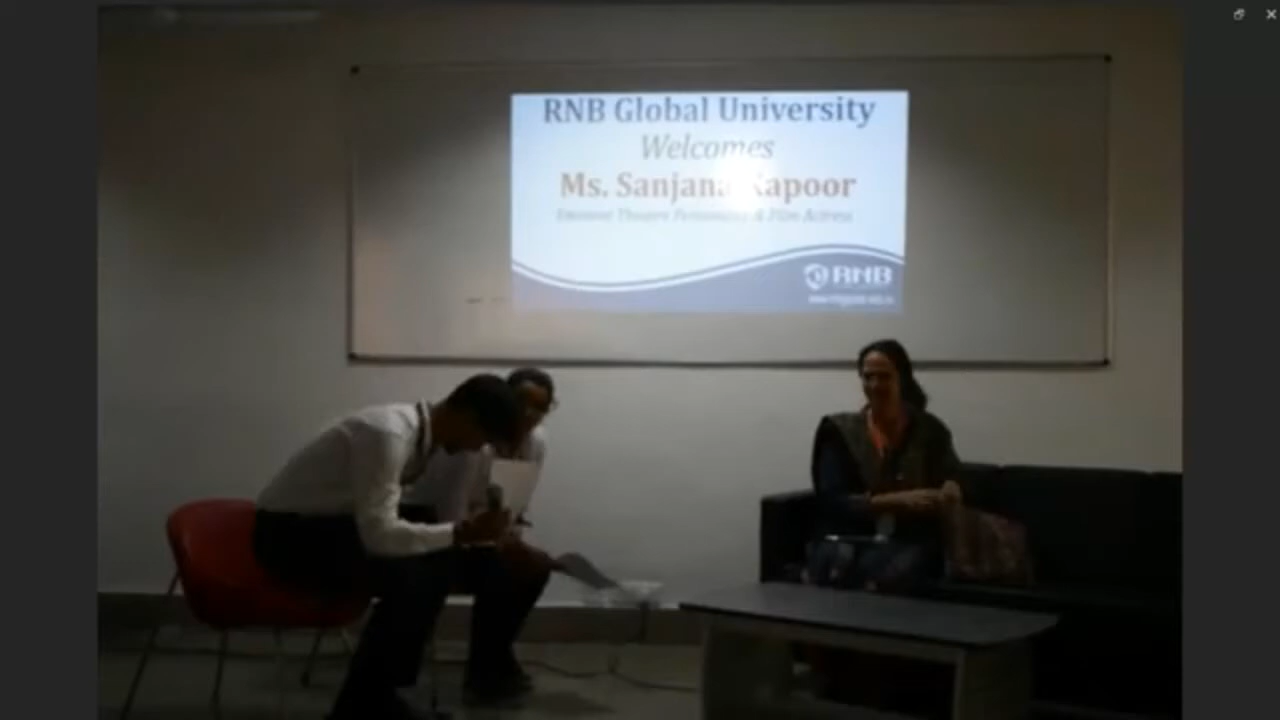 RNB Global University
Welcomes
Ms. Sanjana Kapoor
Eminent Theatre Personality & Film Actress
RNB